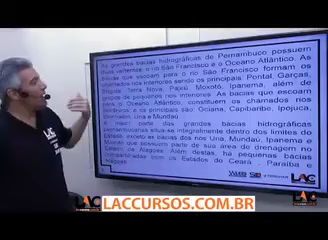 As grandes bacias hidrográficas de Pernambuco possuem
duas vertentes: o rio São Francisco e o Oceano Atlântico. As
bacias que escoam para o rio São Francisco formam os
chamados rios interiores sendo os principais: Pontal, Garças,
Brígida, Terra Nova, Pajeú, Moxotó, Ipanema, além de
grupos de pequenos rios interiores. As bacias que escoam
para o Oceano Atlântico, constituem os chamados rios
litorâneos, e os principais são: Goiana, Capibaribe, Ipojuca,
Sirinhaém, Una e Mundaú
A maior parte das grandes bacias hidrográficas
pernambucanas situa-se integralmente dentro dos limites do
Estado, exceto as bacias dos rios Una, Mundaú, Ipanema e
Moxotó que possuem parte de sua área de drenagem no
Estado de Alagoas. Além destas, há pequenas bacias
compartilhadas com os Estados do Ceará, Paraíba e
LAC
LAC
LACCURSOS.COM.BR
LAC